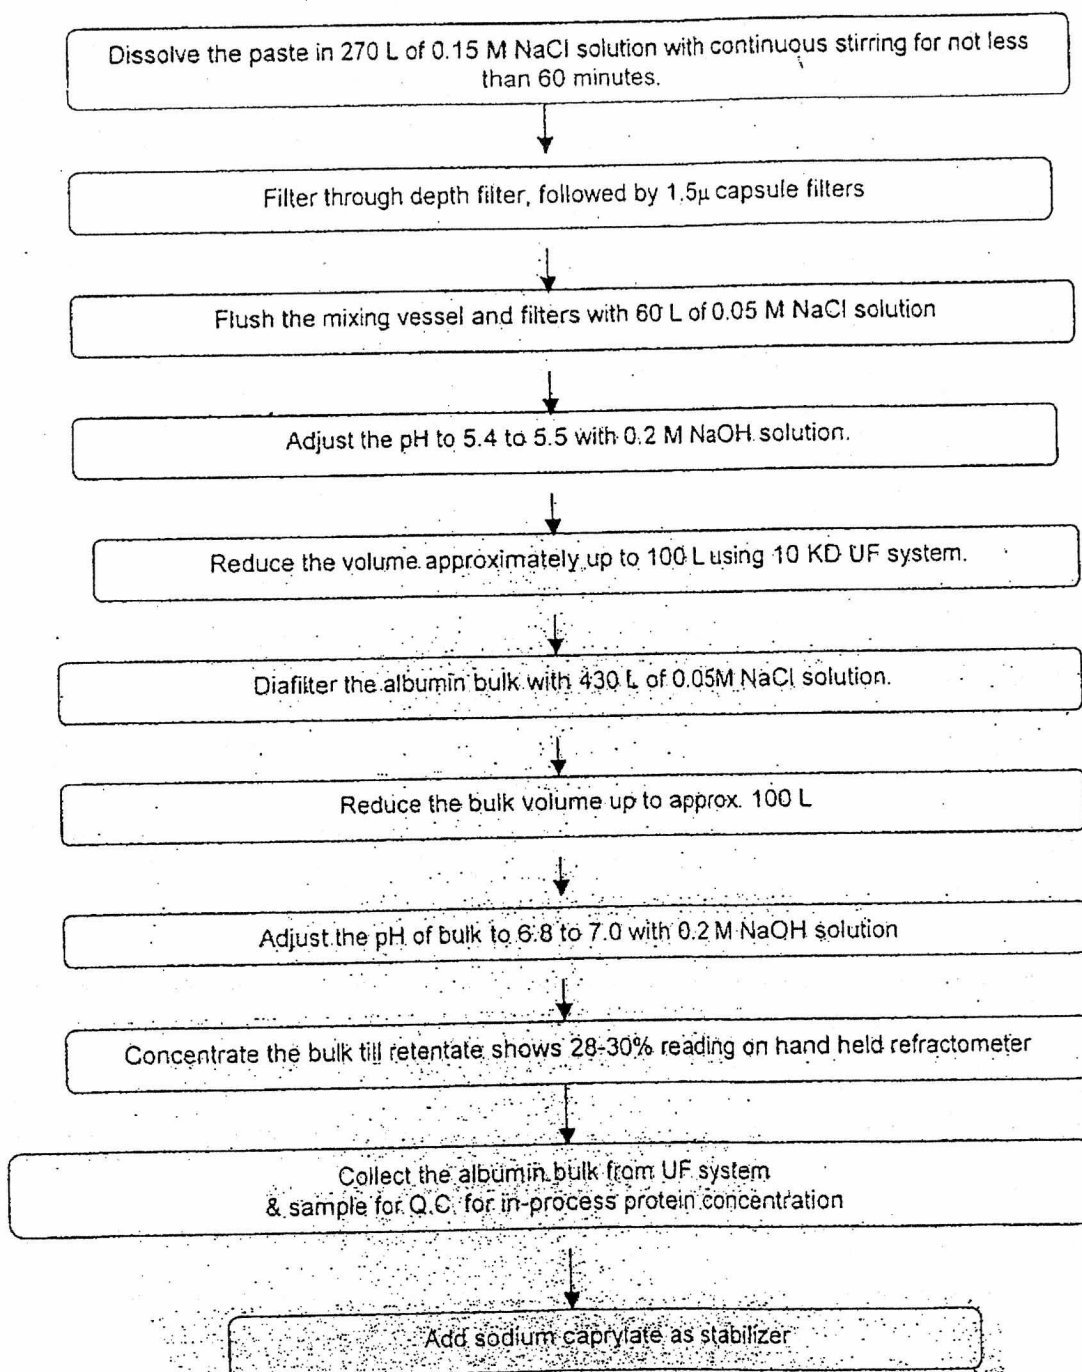 Dissolve the paste in 270 L of 0.15 M NaCl solution with continuous stirring for not less
than 60 minutes.
Filter through depth filter, followed by 1.5µ capsule filters
Flush the mixing vessel and filters with 60 L of 0.05 M NaCl solution
Adjust the pH to 5.4 to 5.5 with 0.2 M NaOH solution.
Reduce the volume approximately up to 100 L using 10 KD UF system.
Diafilter the albumin bulk with 430 L of 0.05M NaCl solution.
Reduce the bulk volume up to approx. 100 L
Adjust the pH of bulk to 6.8 to 7.0 with 0.2 M NaOH solution
Concentrate the bulk till retentate shows 28-30% reading on hand held refractometer
Collect the albumin bulk from UF system
& sample for Q.C. for in-process protein concentration
Add sodium caprylate as stabilizer